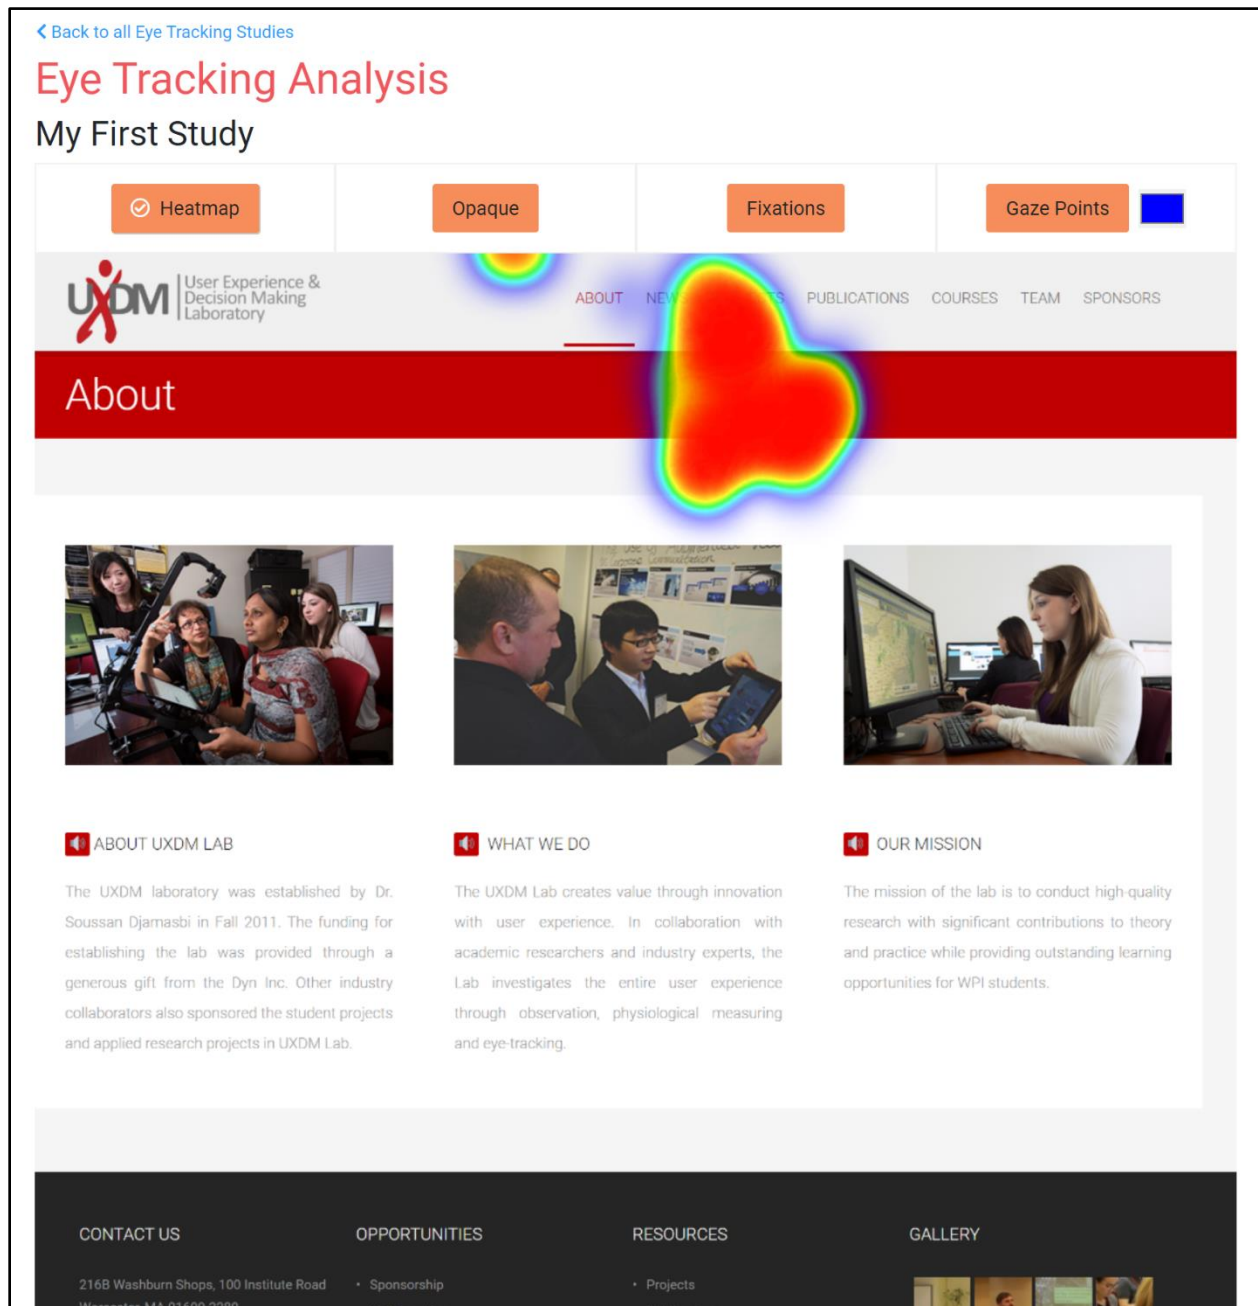 Back to all Eye Tracking Studies
Eye Tracking Analysis
My First Study
Heatmap
Opaque
Fixations
Gaze Points
UXDM
User Experience &
Decision Making
Laboratory
ABOUT
PUBLICATIONS
COURSES
TEAM
SPONSORS
About
ABOUT UXDM LAB
The UXDM laboratory was established by Dr.
Soussan Djamasbi in Fall 2011. The funding for
establishing the lab was provided through a
generous gift from the Dyn Inc. Other industry
collaborators also sponsored the student projects
and applied research projects in UXDM Lab.
WHAT WE DO
The UXDM Lab creates value through innovation
with user experience. In collaboration with
academic researchers and industry experts, the
Lab investigates the entire user experience
through observation, physiological measuring
and eye-tracking.
OUR MISSION
The mission of the lab is to conduct high-quality
research with significant contributions to theory
and practice while providing outstanding learning
opportunities for WPI students.
CONTACT US
216B Washburn Shops, 100 Institute Road
OPPORTUNITIES
• Sponsorship
RESOURCES
• Projects
GALLERY